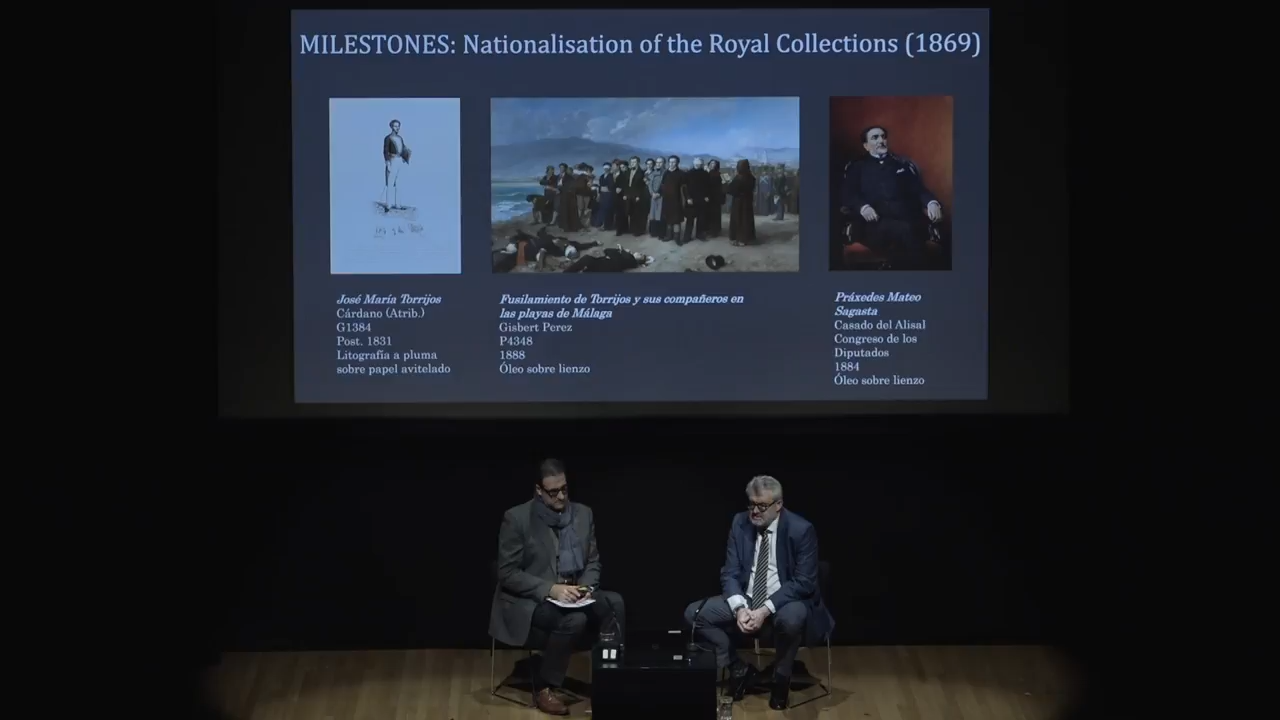 MILESTONES: Nationalisation of the Royal Collections (1869)
José María Torrijos
Cárdano (Atrib.)
G1384
Post. 1831
Litografía a pluma
sobre papel avitelado
Fusilamiento de Torrijos y sus compañeros en
las playas de Málaga
Gisbert Perez
P4348
1888
Óleo sobre lienzo
Práxedes Mateo
Sagasta
Casado del Alisal
Congreso de los
Diputados
1884
Óleo sobre lienzo